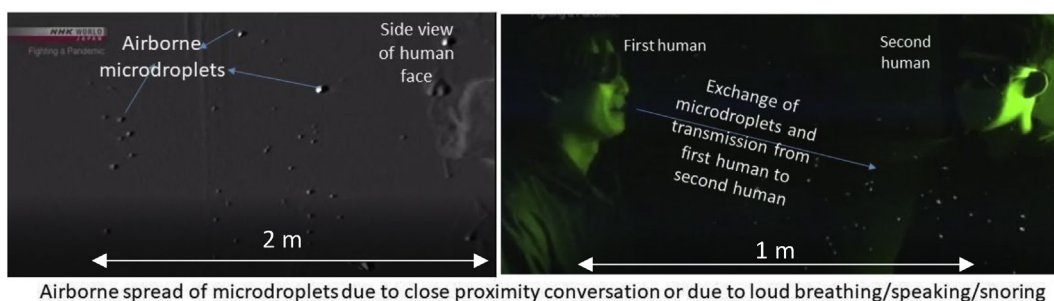 NHK WORLD
JAPAN
Fighting a Pandemic
Airborne
microdroplets
Side view
of human
face
2 m
First human
Second
human
Exchange of
microdroplets and
transmission from
first human to
second human
1 m
Airborne spread of microdroplets due to close proximity conversation or due to loud breathing/speaking/snoring